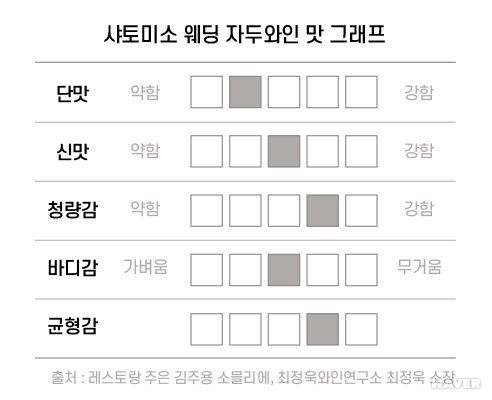 샤토미소 웨딩 자두와인 맛 그래프
단맛 약함 강함
신맛 약함 강함
청량감 약함 강함
바디감 가벼움 무거움
균형감
출처 : 레스토랑 주은 김주용 소믈리에, 최정욱와인연구소 최정욱 소장
NAVER